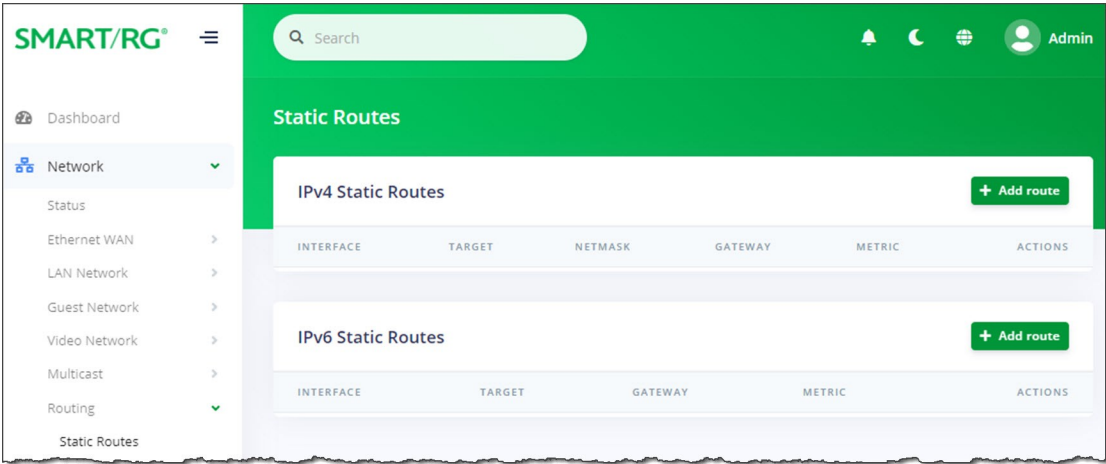 SMART/RG®
Search
Admin
Dashboard
Network
Status
Ethernet WAN
LAN Network
Guest Network
Video Network
Multicast
Routing
Static Routes
Static Routes
IPv4 Static Routes
+ Add route
INTERFACE TARGET NETMASK GATEWAY METRIC ACTIONS
IPv6 Static Routes
+ Add route
INTERFACE TARGET GATEWAY METRIC ACTIONS